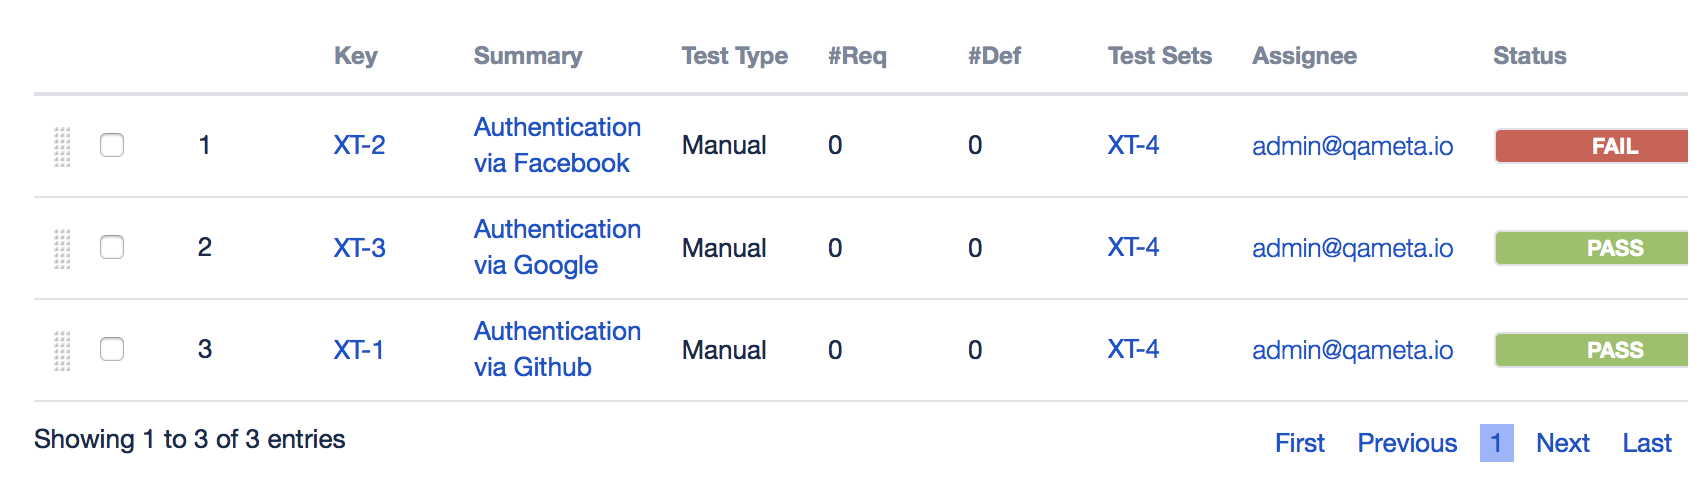 Key Summary Test Type #Req #Def Test Sets Assignee Status
1 XT-2 Authentication via Facebook Manual 0 0 XT-4 admin@qameta.io FAIL
2 XT-3 Authentication via Google Manual 0 0 XT-4 admin@qameta.io PASS
3 XT-1 Authentication via Github Manual 0 0 XT-4 admin@qameta.io PASS
Showing 1 to 3 of 3 entries First Previous 1 Next Last